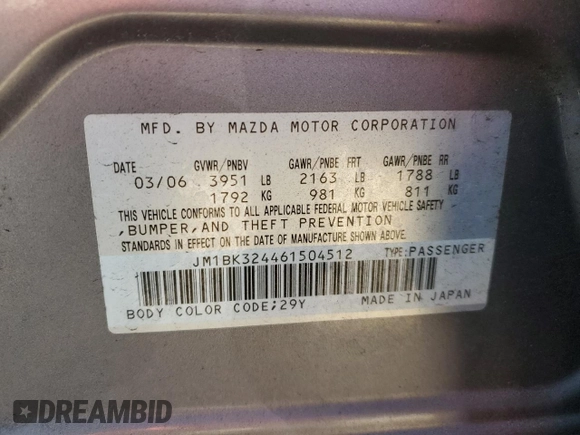 MFD. BY MAZDA MOTOR CORPORATION
DATE GVWR/PNBV GAWR/PNBE FRT GAWR/PNBE RR
03/06 3951 LB 2163 LB 1788 LB
1792 KG 981 KG 811 KG
THIS VEHICLE CONFORMS TO ALL APPLICABLE FEDERAL MOTOR VEHICLE SAFETY
,BUMPER,AND THEFT PREVENTION
STANDARDS IN EFFECT ON THE DATE OF MANUFACTURE SHOWN ABOVE.
JM1BK324461504512 TYPE:PASSENGER
BODY COLOR CODE;29Y MADE IN JAPAN
DREAMBID